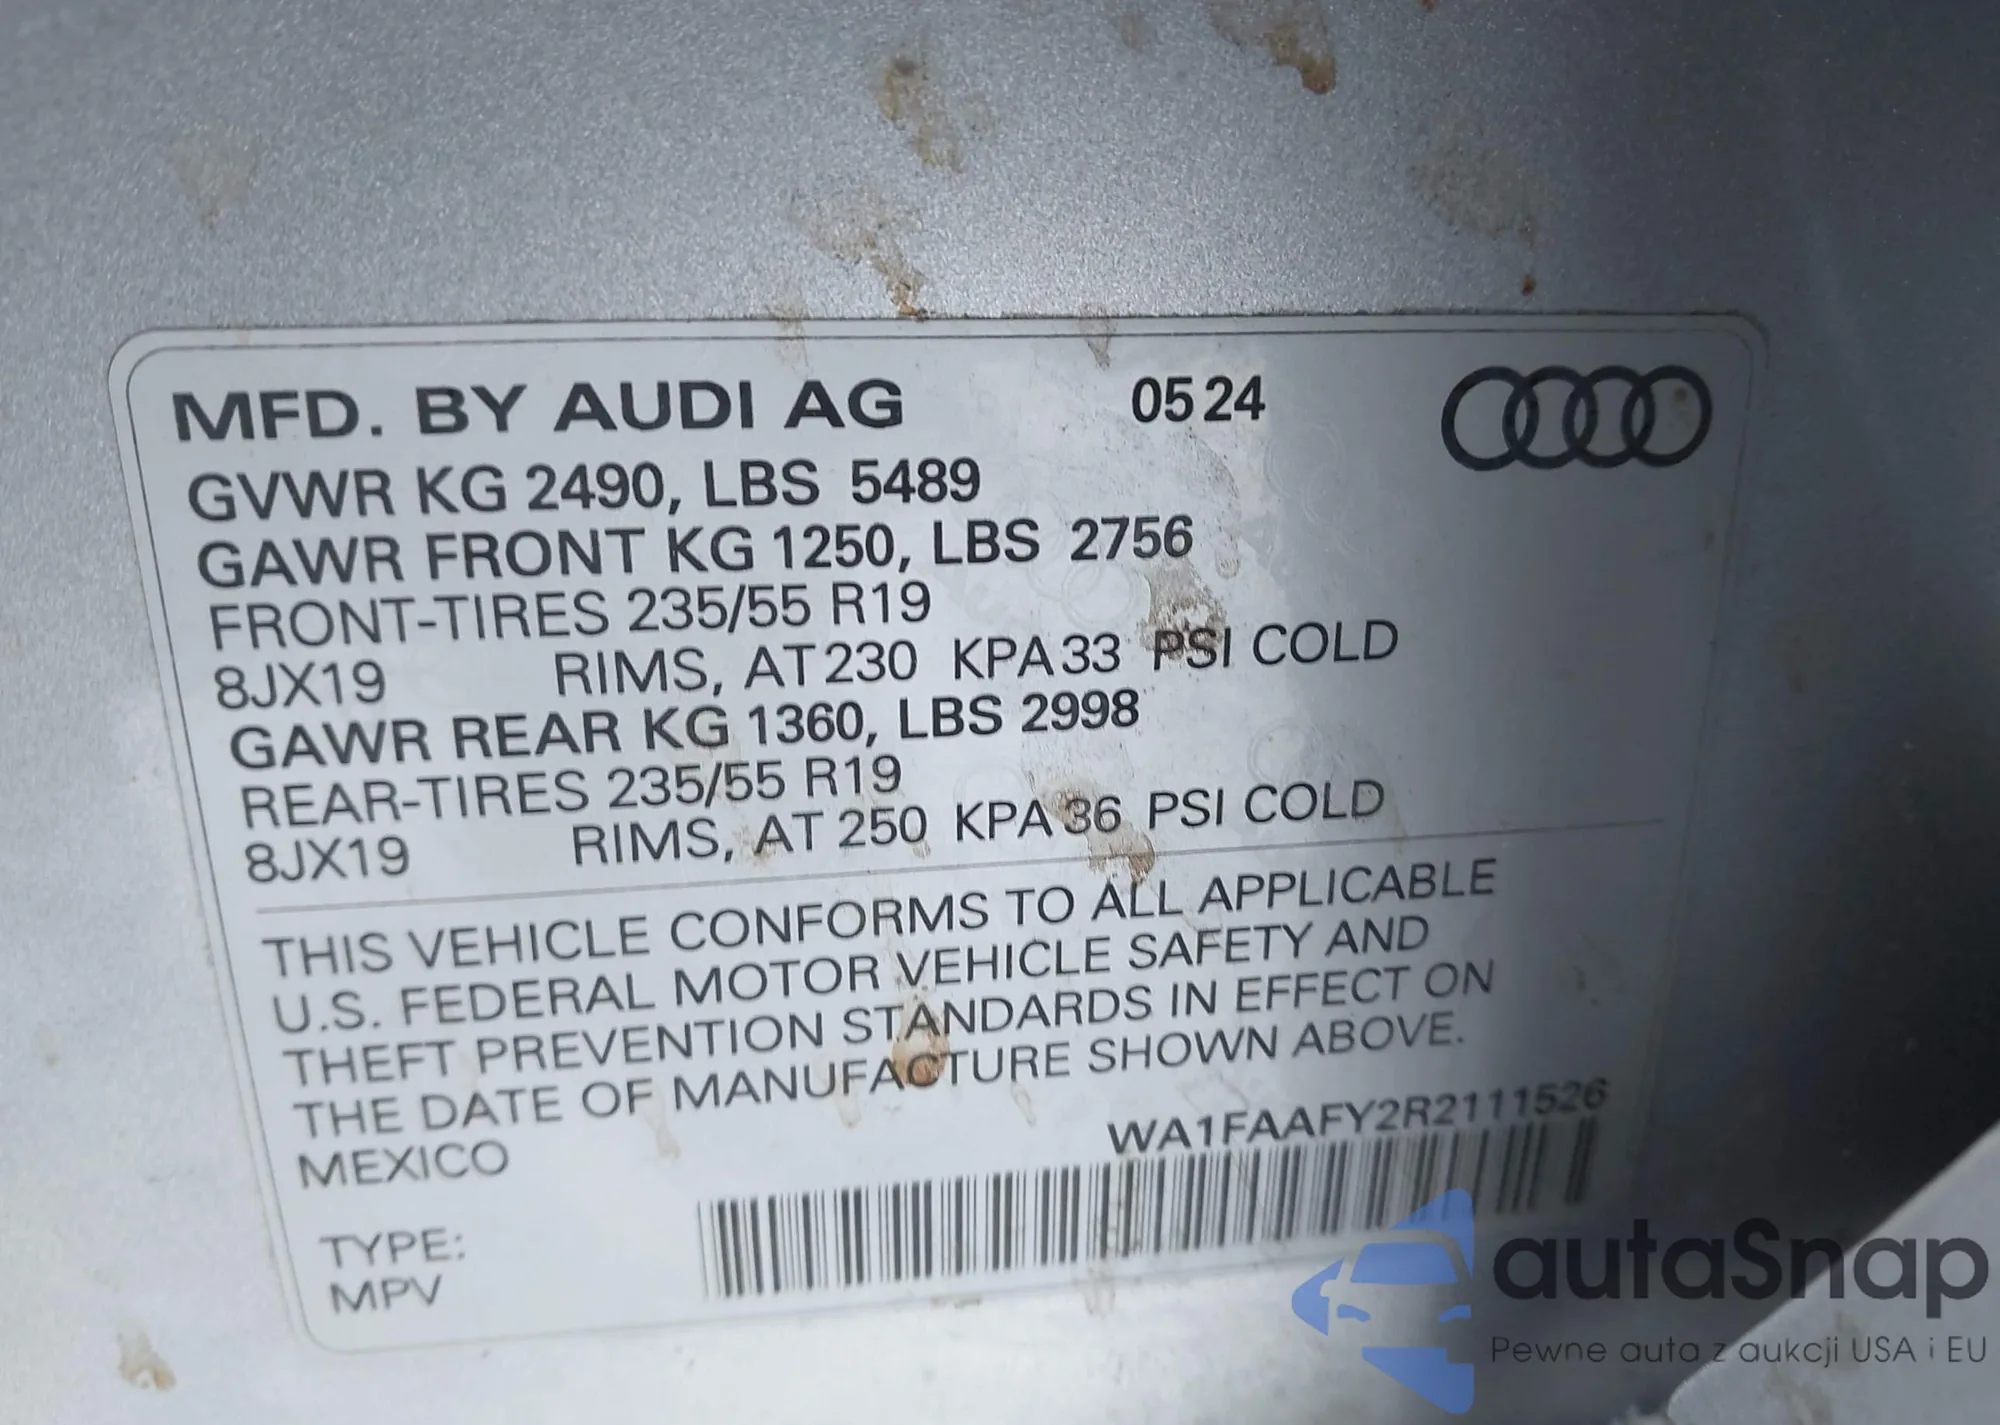 MFD. BY AUDI AG 05 24
GVWR KG 2490, LBS 5489
GAWR FRONT KG 1250, LBS 2756
FRONT-TIRES 235/55 R19
8JX19 RIMS, AT 230 KPA 33 PSI COLD
GAWR REAR KG 1360, LBS 2998
REAR-TIRES 235/55 R19
8JX19 RIMS, AT 250 KPA 36 PSI COLD
THIS VEHICLE CONFORMS TO ALL APPLICABLE
U.S. FEDERAL MOTOR VEHICLE SAFETY AND
THEFT PREVENTION STANDARDS IN EFFECT ON
THE DATE OF MANUFACTURE SHOWN ABOVE.
MEXICO WA1FAAFY2R2111526
TYPE:
MPV
autaSnap
Pewne auta z aukcji USA i EU